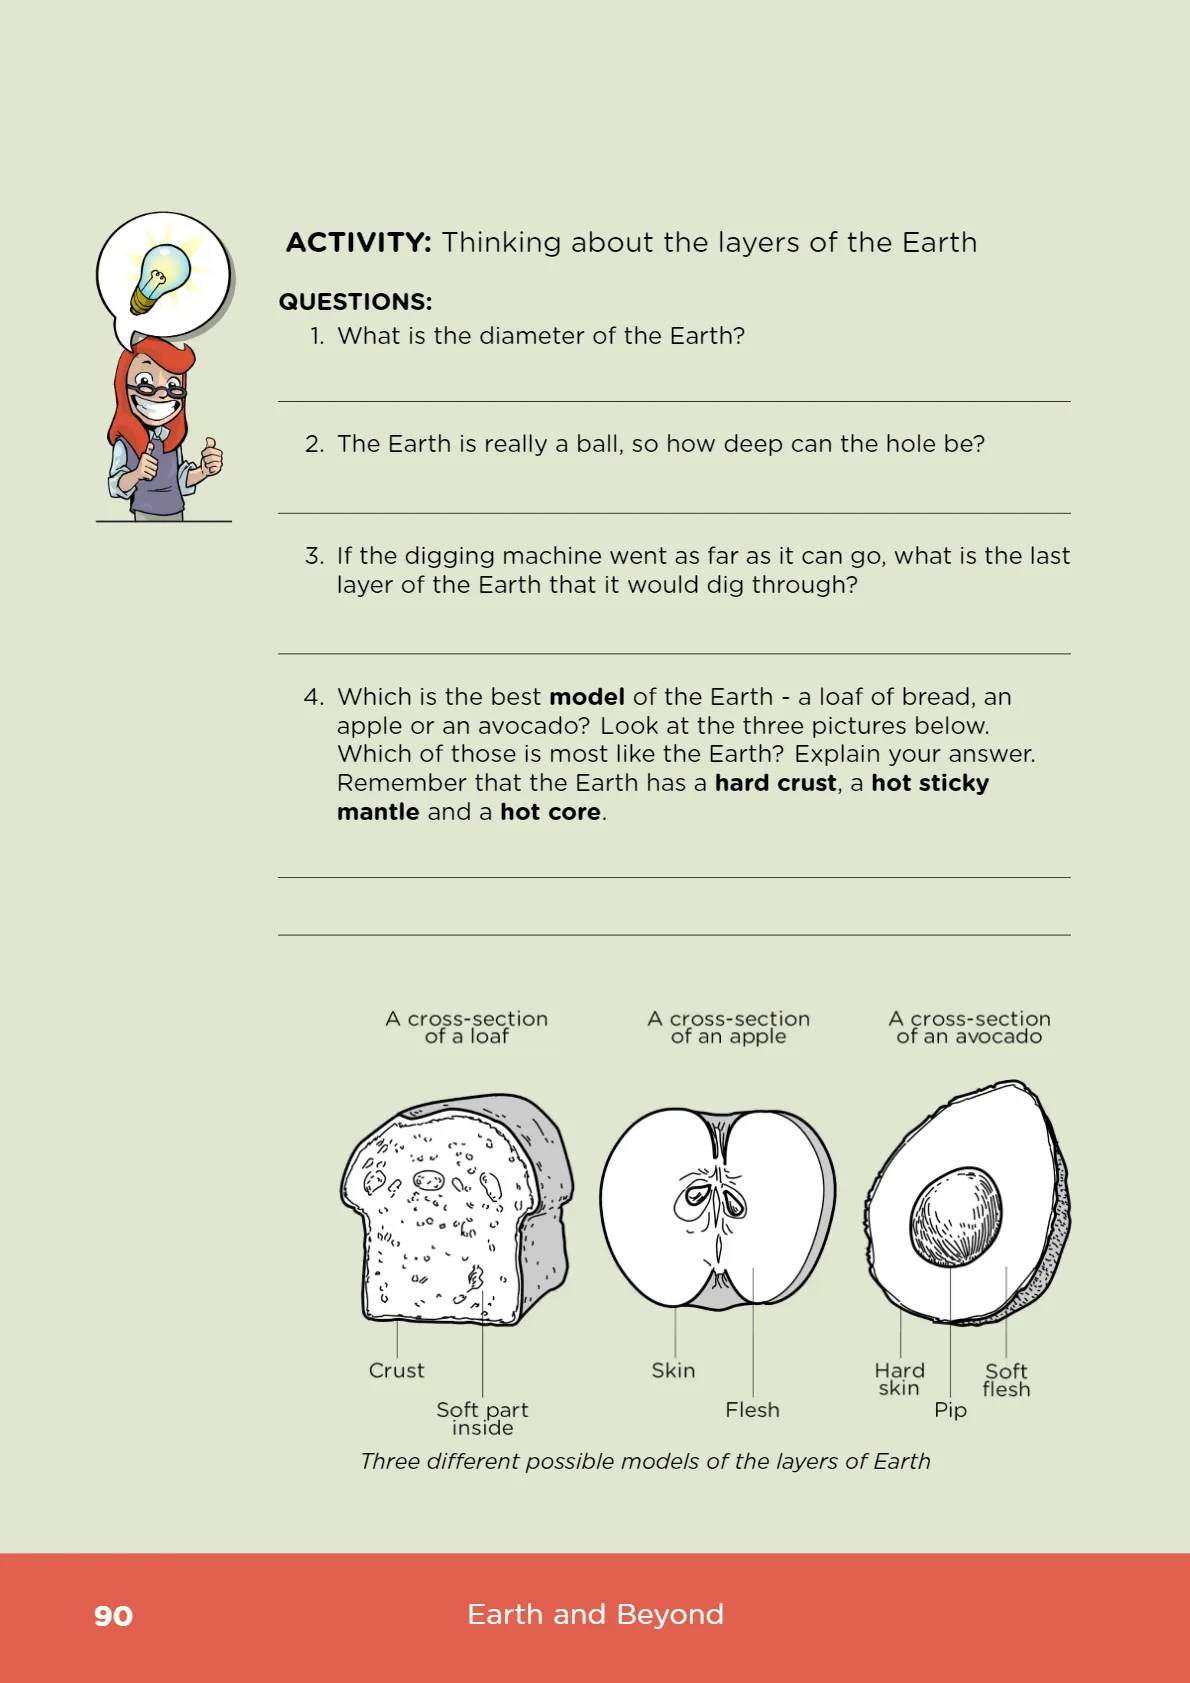 ACTIVITY: Thinking about the layers of the Earth
QUESTIONS:
1. What is the diameter of the Earth?
2. The Earth is really a ball, so how deep can the hole be?
3. If the digging machine went as far as it can go, what is the last
layer of the Earth that it would dig through?
4. Which is the best model of the Earth - a loaf of bread, an
apple or an avocado? Look at the three pictures below.
Which of those is most like the Earth? Explain your answer.
Remember that the Earth has a hard crust, a hot sticky
mantle and a hot core.
A cross-section
of a loaf
A cross-section
of an apple
A cross-section
of an avocado
Crust
Soft part
inside
Skin
Flesh
Hard
skin
Pip
Soft
flesh
Three different possible models of the layers of Earth
90
Earth and Beyond